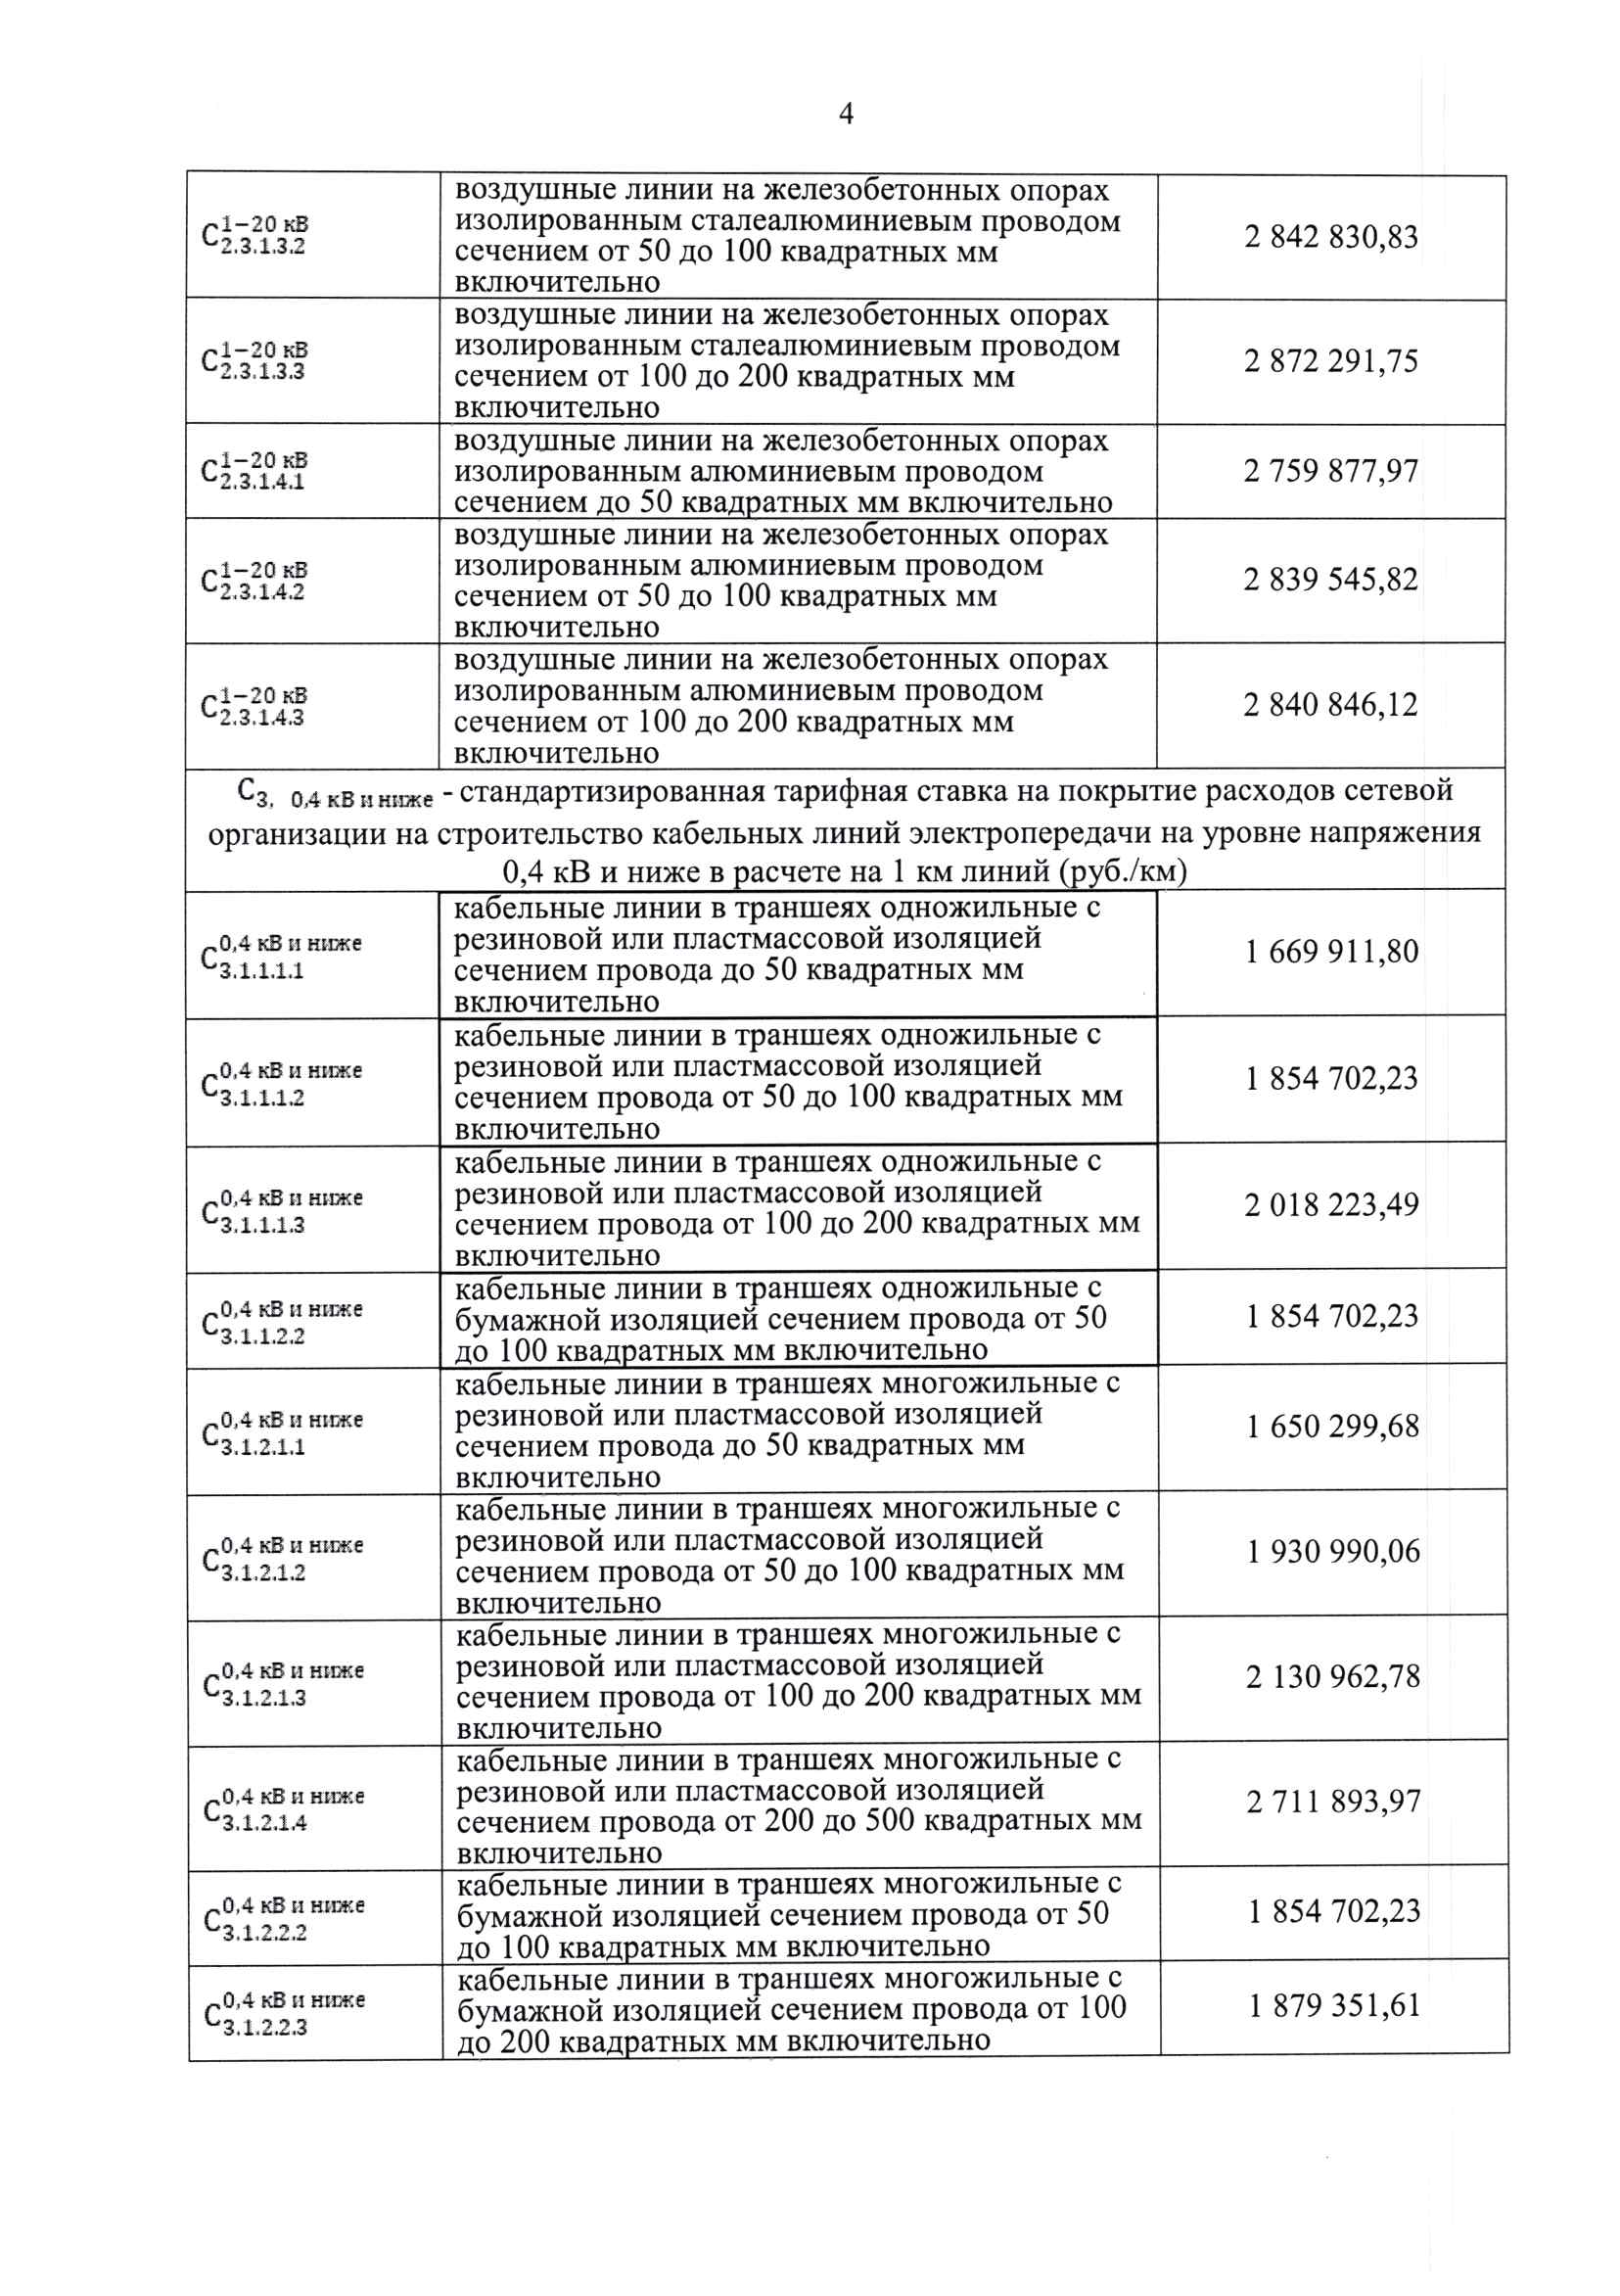 4
воздушные линии на железобетонных опорах
изолированным сталеалюминиевым проводом
сечением от 50 до 100 квадратных мм
включительно
С 1–20 кВ 2.3.1.3.2
2 842 830,83
воздушные линии на железобетонных опорах
изолированным сталеалюминиевым проводом
сечением от 100 до 200 квадратных мм
включительно
С 1–20 кВ 2.3.1.3.3
2 872 291,75
воздушные линии на железобетонных опорах
изолированным алюминиевым проводом
сечением до 50 квадратных мм включительно
С 1–20 кВ 2.3.1.4.1
2 759 877,97
воздушные линии на железобетонных опорах
изолированным алюминиевым проводом
сечением от 50 до 100 квадратных мм
включительно
С 1–20 кВ 2.3.1.4.2
2 839 545,82
воздушные линии на железобетонных опорах
изолированным алюминиевым проводом
сечением от 100 до 200 квадратных мм
включительно
С 1–20 кВ 2.3.1.4.3
2 840 846,12
С3, 0,4 кВ и ниже - стандартизированная тарифная ставка на покрытие расходов сетевой
организации на строительство кабельных линий электропередачи на уровне напряжения
0,4 кВ и ниже в расчете на 1 км линий (руб./км)
кабельные линии в траншеях одножильные с
резиновой или пластмассовой изоляцией
сечением провода до 50 квадратных мм
включительно
С 0,4 кВ и ниже 3.1.1.1.1
1 669 911,80
кабельные линии в траншеях одножильные с
резиновой или пластмассовой изоляцией
сечением провода от 50 до 100 квадратных мм
включительно
С 0,4 кВ и ниже 3.1.1.1.2
1 854 702,23
кабельные линии в траншеях одножильные с
резиновой или пластмассовой изоляцией
сечением провода от 100 до 200 квадратных мм
включительно
С 0,4 кВ и ниже 3.1.1.1.3
2 018 223,49
кабельные линии в траншеях одножильные с
бумажной изоляцией сечением провода от 50
до 100 квадратных мм включительно
С 0,4 кВ и ниже 3.1.1.2.2
1 854 702,23
кабельные линии в траншеях многожильные с
резиновой или пластмассовой изоляцией
сечением провода до 50 квадратных мм
включительно
С 0,4 кВ и ниже 3.1.2.1.1
1 650 299,68
кабельные линии в траншеях многожильные с
резиновой или пластмассовой изоляцией
сечением провода от 50 до 100 квадратных мм
включительно
С 0,4 кВ и ниже 3.1.2.1.2
1 930 990,06
кабельные линии в траншеях многожильные с
резиновой или пластмассовой изоляцией
сечением провода от 100 до 200 квадратных мм
включительно
С 0,4 кВ и ниже 3.1.2.1.3
2 130 962,78
кабельные линии в траншеях многожильные с
резиновой или пластмассовой изоляцией
сечением провода от 200 до 500 квадратных мм
включительно
С 0,4 кВ и ниже 3.1.2.1.4
2 711 893,97
кабельные линии в траншеях многожильные с
бумажной изоляцией сечением провода от 50
до 100 квадратных мм включительно
С 0,4 кВ и ниже 3.1.2.2.2
1 854 702,23
кабельные линии в траншеях многожильные с
бумажной изоляцией сечением провода от 100
до 200 квадратных мм включительно
С 0,4 кВ и ниже 3.1.2.2.3
1 879 351,61